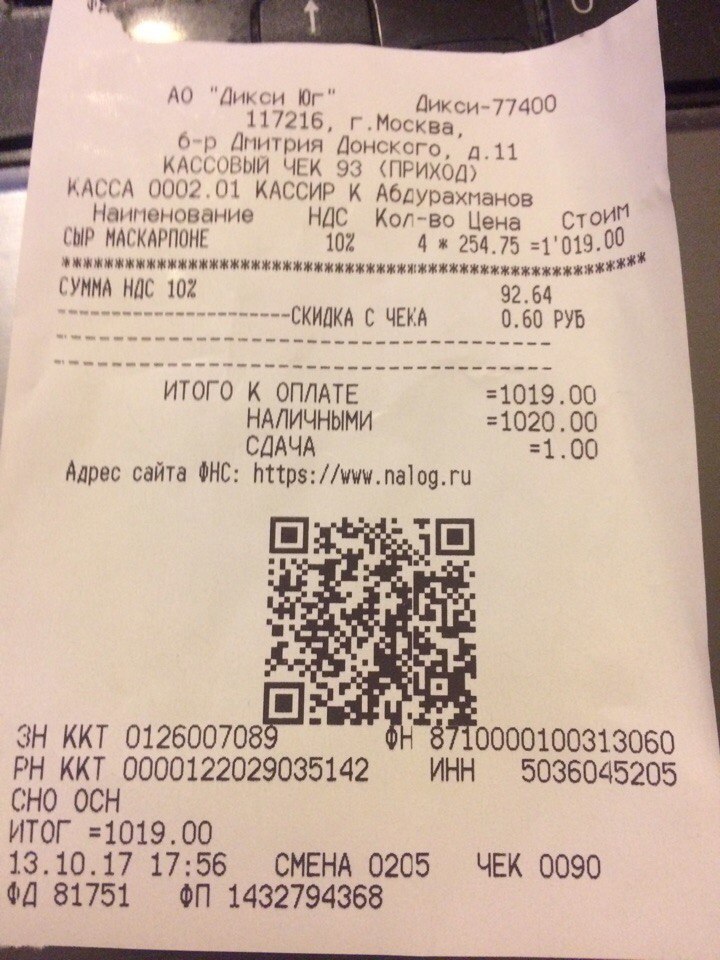 АО "Дикси Юг" Дикси-77400
117216, г.Москва,
б-р Дмитрия Донского, д.11
КАССОВЫЙ ЧЕК 93 (ПРИХОД)
КАССА 0002.01 КАССИР К Абдурахманов
Наименование НДС Кол-во Цена Стоим
СЫР МАСКАРПОНЕ 10% 4 * 254.75 =1'019.00
************************************************************
СУММА НДС 10% 92.64
---------------------СКИДКА С ЧЕКА 0.60 РУБ
---------------------------------------------
---------------------------------------------
ИТОГО К ОПЛАТЕ =1019.00
НАЛИЧНЫМИ =1020.00
СДАЧА =1.00
Адрес сайта ФНС: https://www.nalog.ru
ЗН ККТ 0126007089 ФН 8710000100313060
РН ККТ 0000122029035142 ИНН 5036045205
СНО ОСН
ИТОГ =1019.00
13.10.17 17:56 СМЕНА 0205 ЧЕК 0090
ФД 81751 ФП 1432794368